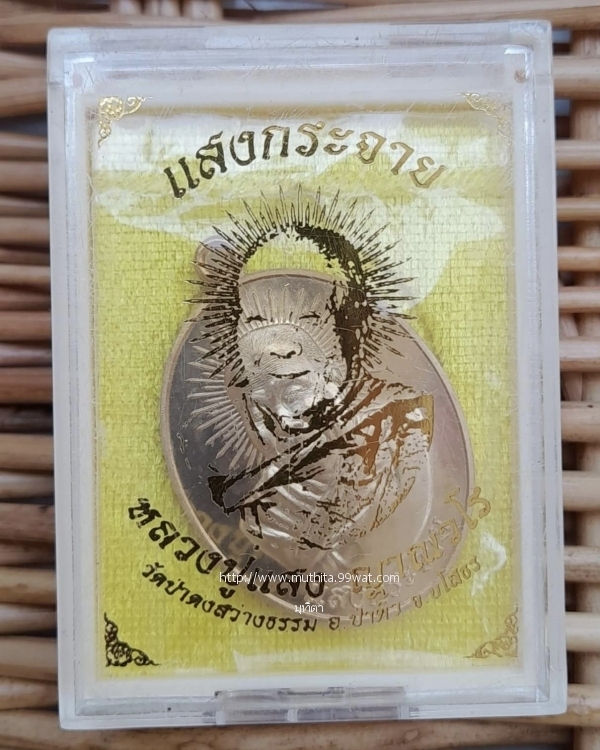 แสงกระจาย
หลวงปู่แสง ญาณวโร
http://www.muthita.99wat.com
วัดป่าดงสว่างธรรม อ.ป่าติ้ว จ.ยโสธร
มุทิตา